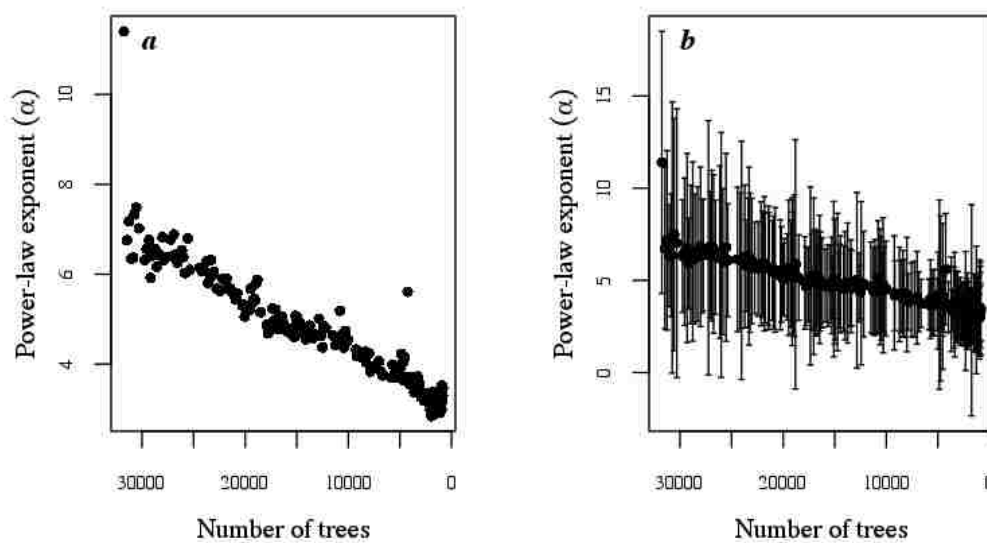 a
Power-law exponent (α)
10
8
6
4
30000 20000 10000 0
Number of trees
b
Power-law exponent (α)
15
10
5
0
30000 20000 10000 0
Number of trees